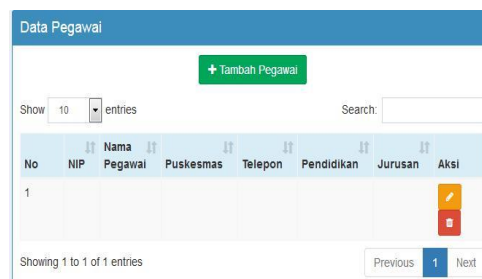 Data Pegawai
+ Tambah Pegawai
Show 10 entries Search:
No NIP Nama Pegawai Puskesmas Telepon Pendidikan Jurusan Aksi
1
Showing 1 to 1 of 1 entries Previous 1 Next